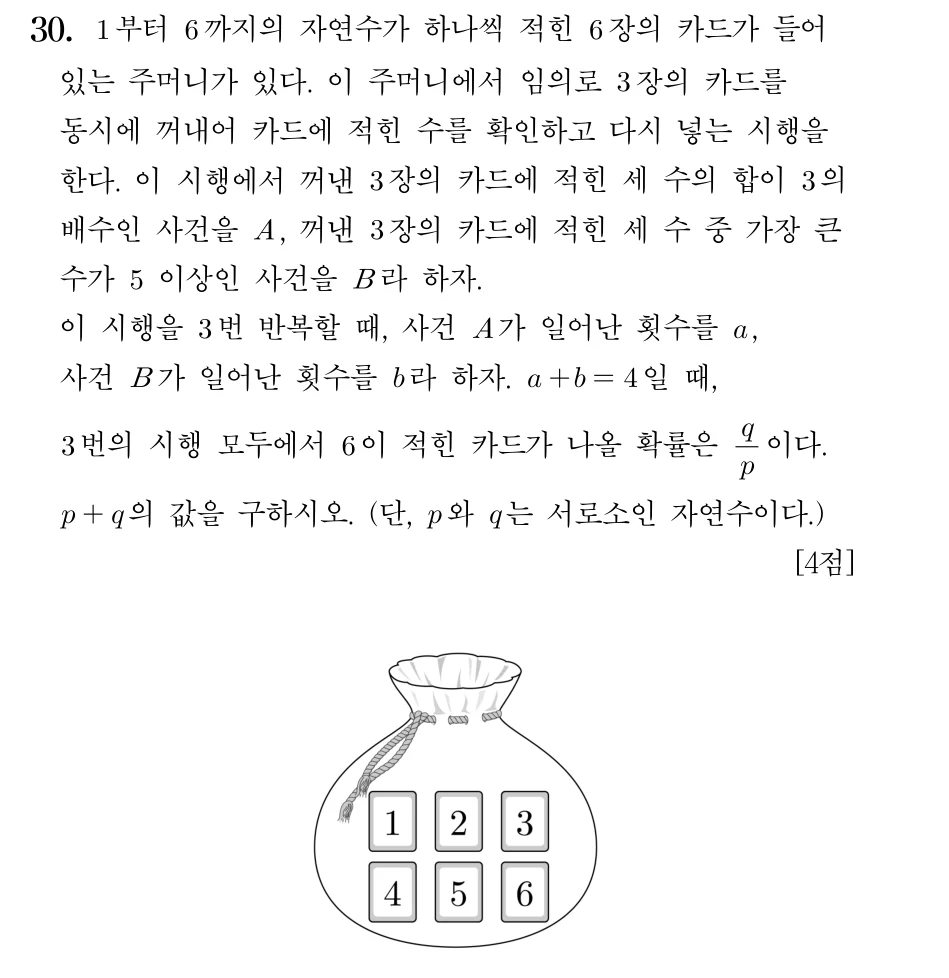 30. 1부터 6까지의 자연수가 하나씩 적힌 6장의 카드가 들어
있는 주머니가 있다. 이 주머니에서 임의로 3장의 카드를
동시에 꺼내어 카드에 적힌 수를 확인하고 다시 넣는 시행을
한다. 이 시행에서 꺼낸 3장의 카드에 적힌 세 수의 합이 3의
배수인 사건을 A, 꺼낸 3장의 카드에 적힌 세 수 중 가장 큰
수가 5 이상인 사건을 B라 하자.
이 시행을 3번 반복할 때, 사건 A가 일어난 횟수를 a,
사건 B가 일어난 횟수를 b라 하자. a+b=4일 때,
3번의 시행 모두에서 6이 적힌 카드가 나올 확률은 q/p이다.
p+q의 값을 구하시오. (단, p와 q는 서로소인 자연수이다.)
[4점]
1 2 3
4 5 6